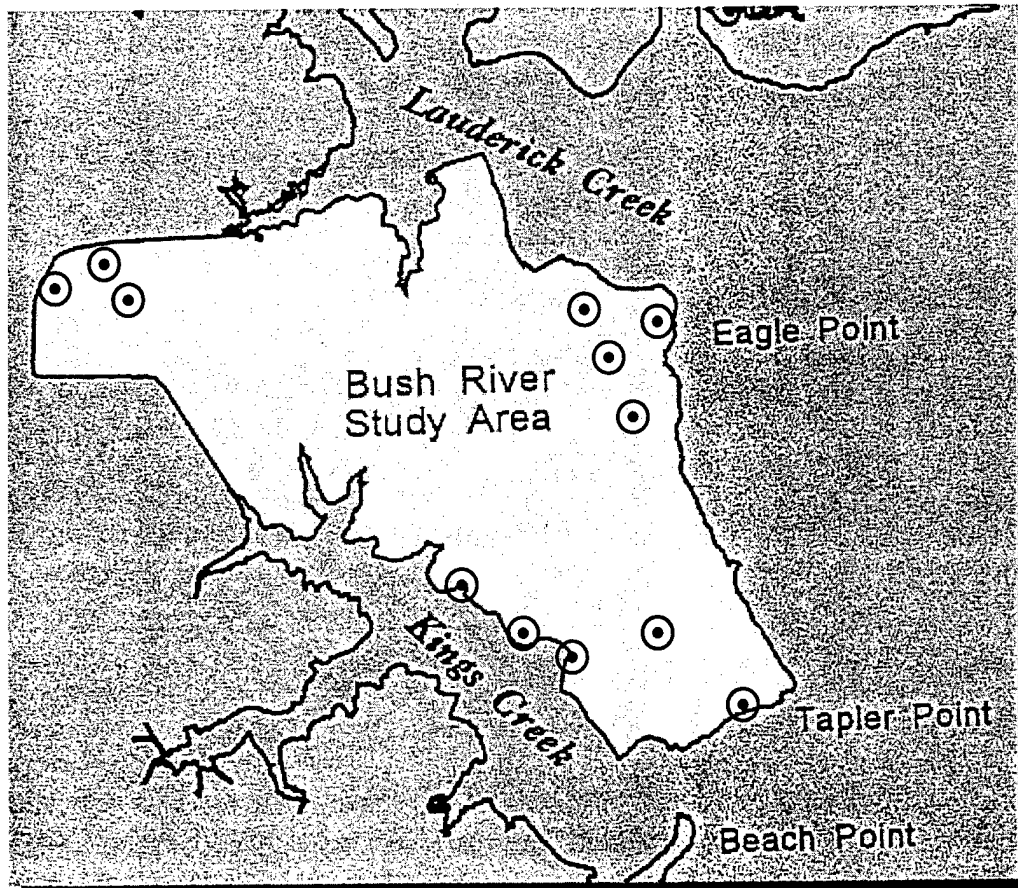 Lauderick Creek
Eagle Point
Bush River
Study Area
Kings Creek
Tapler Point
Beach Point